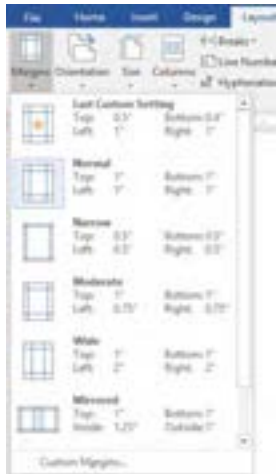 File Home Insert Design Layout
Margins Orientation Size Columns
Breaks
Line Numbe
Hyphenation
Last Custom Setting
Top: 0.5" Bottom: 0.4"
Left: 1" Right: 1"
Normal
Top: 1" Bottom: 1"
Left: 1" Right: 1"
Narrow
Top: 0.5" Bottom: 0.5"
Left: 0.5" Right: 0.5"
Moderate
Top: 1" Bottom: 1"
Left: 0.75" Right: 0.75"
Wide
Top: 1" Bottom: 1"
Left: 2" Right: 2"
Mirrored
Top: 1" Bottom: 1"
Inside: 1.25" Outside: 1"
Custom Margins...